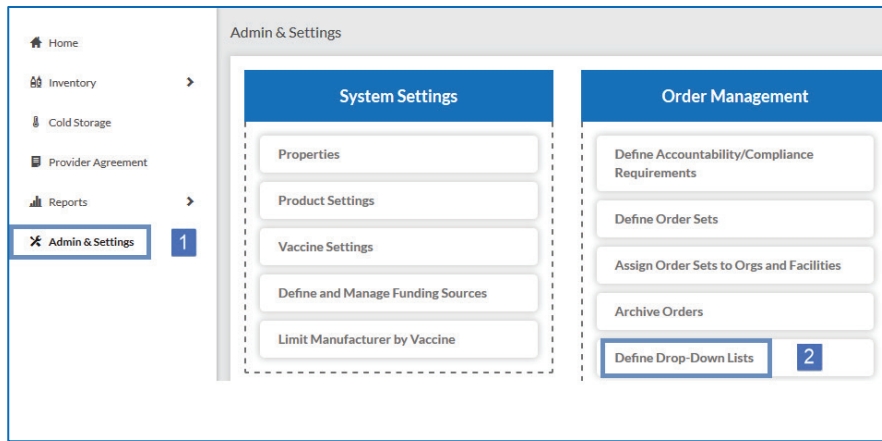 Home
Inventory
Cold Storage
Provider Agreement
Reports
Admin & Settings
1
Admin & Settings
System Settings
Properties
Product Settings
Vaccine Settings
Define and Manage Funding Sources
Limit Manufacturer by Vaccine
Order Management
Define Accountability/Compliance
Requirements
Define Order Sets
Assign Order Sets to Orgs and Facilities
Archive Orders
Define Drop-Down Lists
2